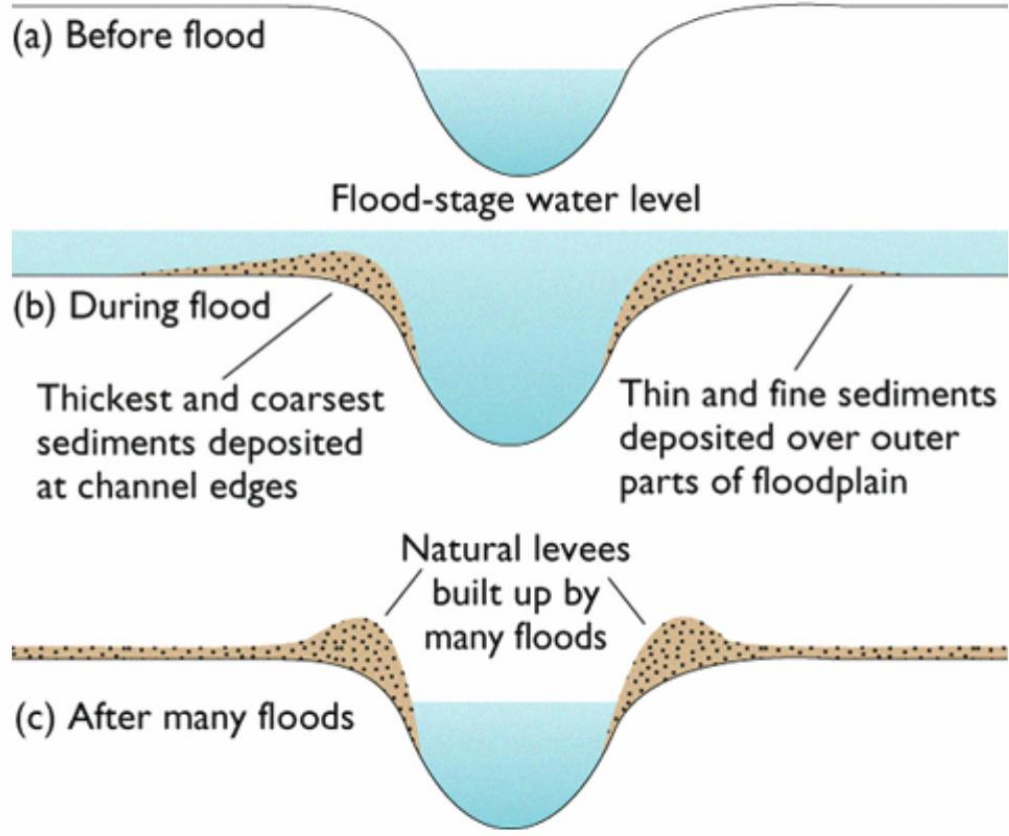 (a) Before flood
Flood-stage water level
(b) During flood
Thickest and coarsest
sediments deposited
at channel edges
Thin and fine sediments
deposited over outer
parts of floodplain
Natural levees
built up by
many floods
(c) After many floods